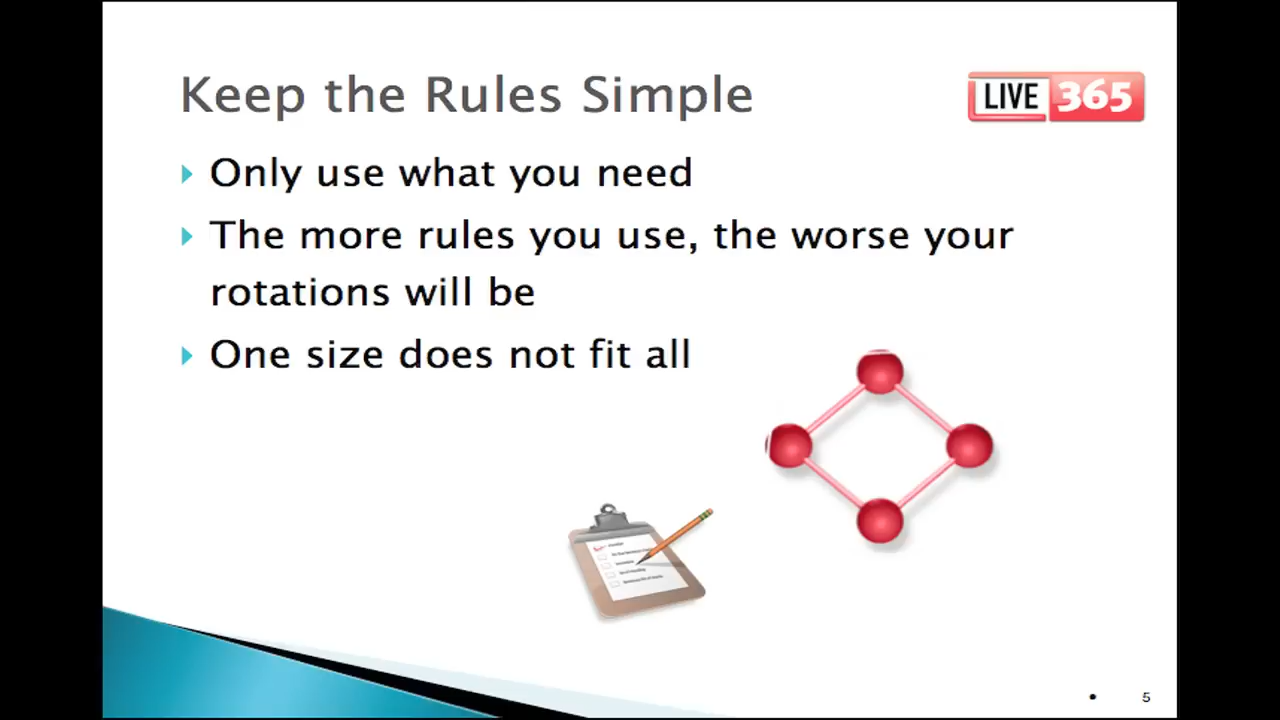 Keep the Rules Simple
LIVE 365
Only use what you need
The more rules you use, the worse your
rotations will be
One size does not fit all
5